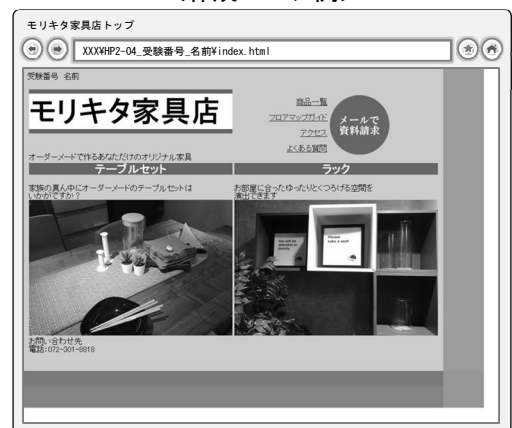 モリキタ家具店トップ
XXX¥HP2-04_受験番号_名前¥index.html
受験番号 名前
モリキタ家具店
商品一覧
フロアマップガイド
アクセス
よくある質問
メールで
資料請求
オーダーメードで作るあなただけのオリジナル家具
テーブルセット
ラック
家族の真ん中にオーダーメードのテーブルセットは
いかがですか？
お部屋に合ったゆったりとくつろげる空間を
演出できます
Please
take a seat
お問い合わせ先
電話:072-301-8818